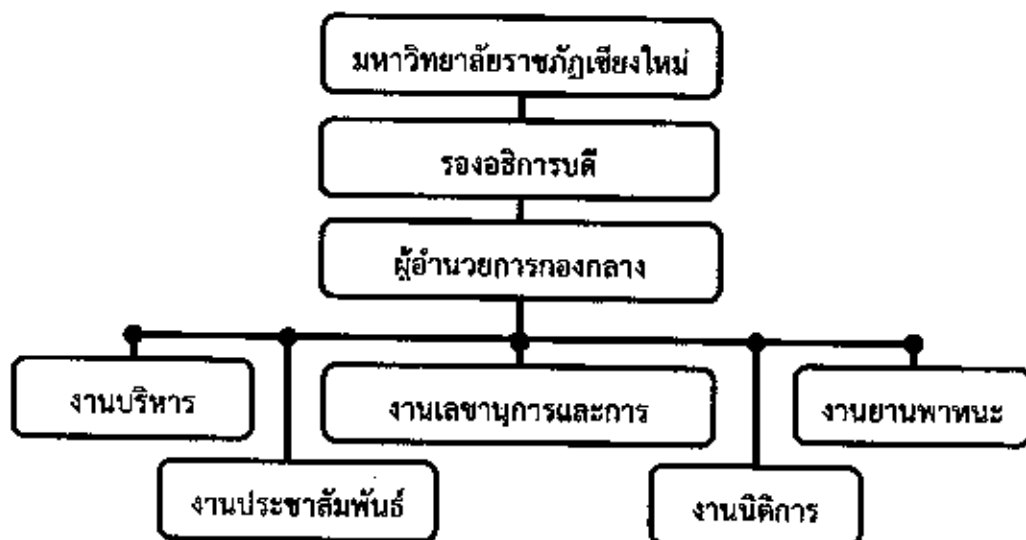 มหาวิทยาลัยราชภัฏเชียงใหม่
รองอธิการบดี
ผู้อำนวยการกองกลาง
งานบริหาร
งานเลขานุการและการ
งานยานพาหนะ
งานประชาสัมพันธ์
งานนิติการ